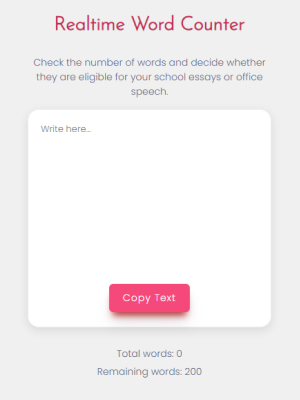 Realtime Word Counter
Check the number of words and decide whether
they are eligible for your school essays or office
speech.
Write here...
Copy Text
Total words: 0
Remaining words: 200